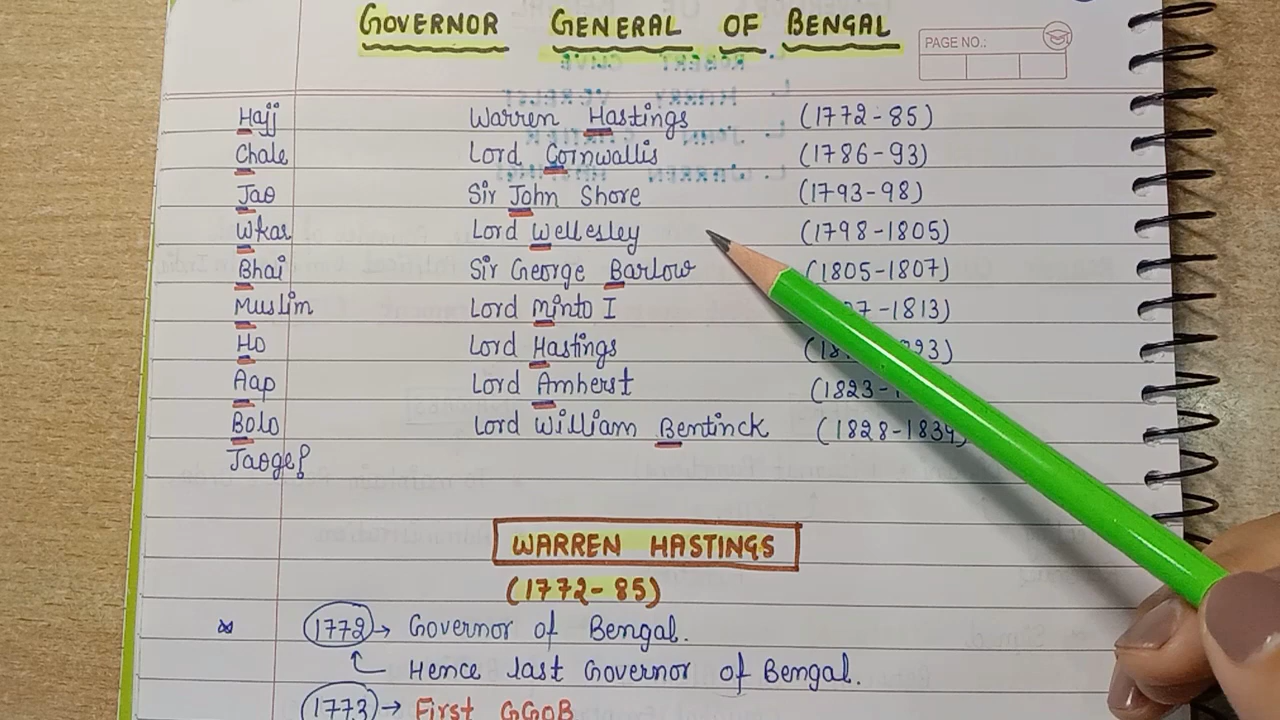 GOVERNOR GENERAL OF BENGAL
PAGE NO.:
Hajj Warren Hastings (1772-85)
Chale Lord Cornwallis (1786-93)
Jao Sir John Shore (1793-98)
Wkar Lord Wellesley (1798-1805)
Bhai Sir George Barlow (1805-1807)
Muslim Lord Minto I -1813)
Ho Lord Hastings
Aap Lord Amherst (1823-
Bolo Lord William Bentinck (1828-1834)
Jaoge?
WARREN HASTINGS
(1772-85)
1772 → Governor of Bengal.
Hence last Governor of Bengal.
1773 → First GGOB